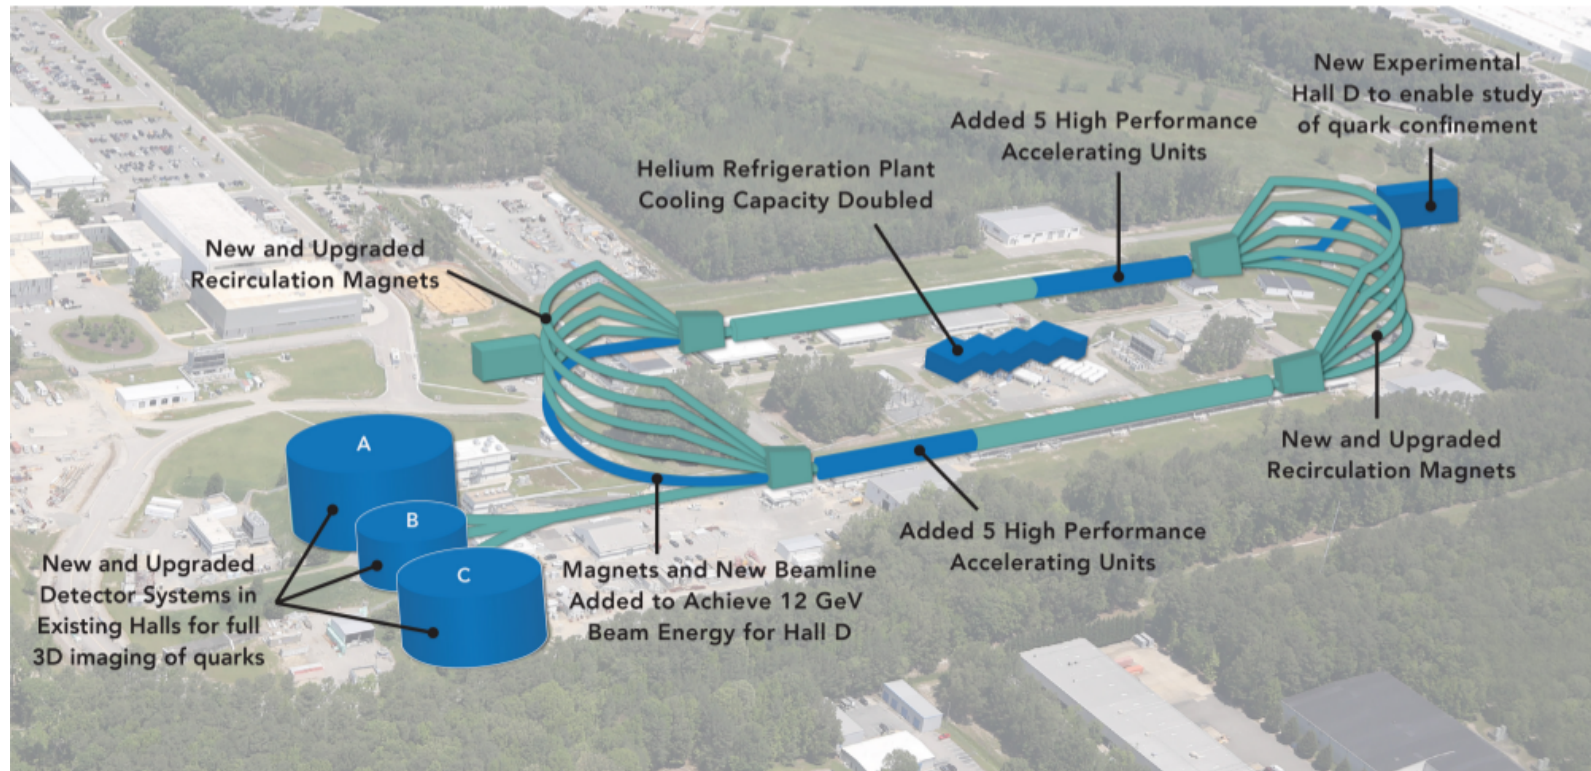 New Experimental
Hall D to enable study
of quark confinement
Added 5 High Performance
Accelerating Units
Helium Refrigeration Plant
Cooling Capacity Doubled
New and Upgraded
Recirculation Magnets
A
B
C
New and Upgraded
Recirculation Magnets
Added 5 High Performance
Accelerating Units
Magnets and New Beamline
Added to Achieve 12 GeV
Beam Energy for Hall D
New and Upgraded
Detector Systems in
Existing Halls for full
3D imaging of quarks